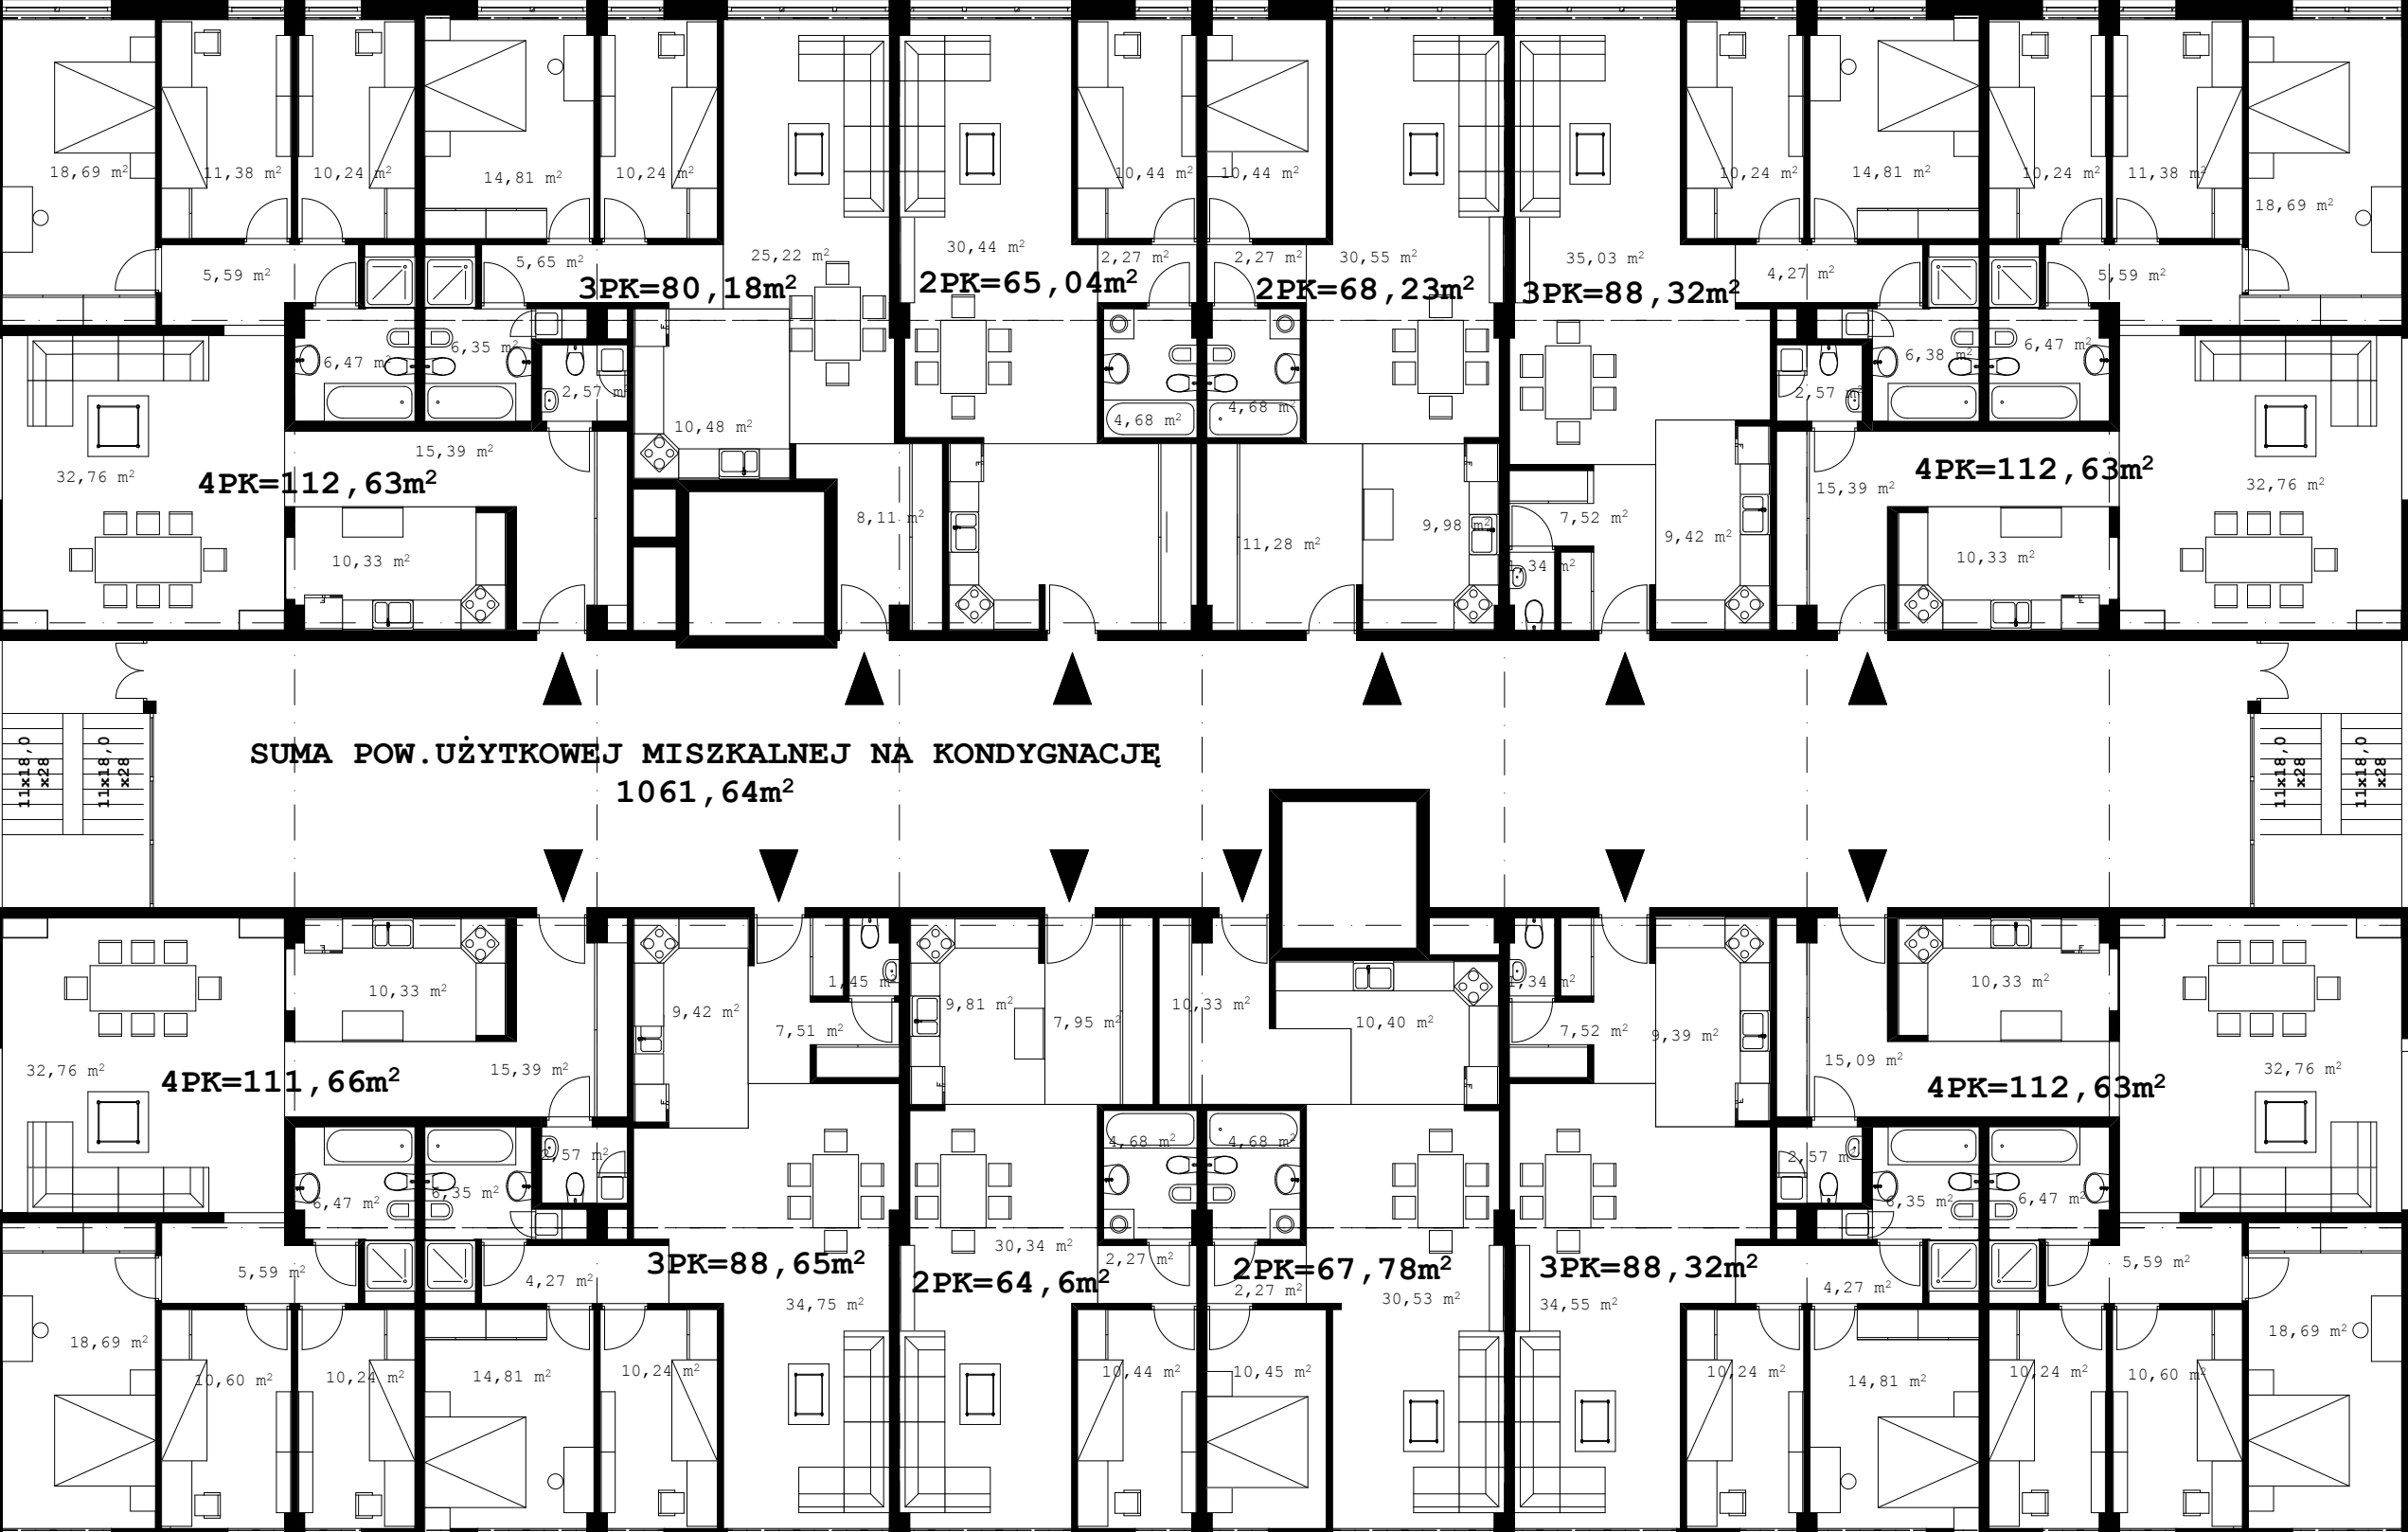 18,69 m²
11,38 m²
10,24 m²
14,81 m²
10,24 m²
10,44 m²
10,44 m²
10,24 m²
14,81 m²
10,24 m²
11,38 m²
18,69 m²
5,59 m²
5,65 m²
25,22 m²
30,44 m²
2,27 m²
2,27 m²
30,55 m²
35,03 m²
4,27 m²
5,59 m²
3PK=80,18m²
2PK=65,04m²
2PK=68,23m²
3PK=88,32m²
6,47 m²
6,35 m²
2,57 m²
4,68 m²
4,68 m²
2,57 m²
6,38 m²
6,47 m²
10,48 m²
15,39 m²
32,76 m²
4PK=112,63m²
4PK=112,63m²
15,39 m²
32,76 m²
10,33 m²
8,11 m²
11,28 m²
9,98 m²
7,52 m²
1,34 m²
9,42 m²
10,33 m²
11x18,0
x28
11x18,0
x28
SUMA POW.UŻYTKOWEJ MISZKALNEJ NA KONDYGNACJĘ
1061,64m²
11x18,0
x28
11x18,0
x28
10,33 m²
9,42 m²
1,45 m²
7,51 m²
9,81 m²
7,95 m²
10,33 m²
10,40 m²
1,34 m²
7,52 m²
9,39 m²
10,33 m²
32,76 m²
15,39 m²
15,09 m²
32,76 m²
4PK=111,66m²
4PK=112,63m²
6,47 m²
6,35 m²
2,57 m²
4,68 m²
4,68 m²
2,57 m²
6,35 m²
6,47 m²
5,59 m²
4,27 m²
3PK=88,65m²
30,34 m²
2,27 m²
2PK=64,6m²
2PK=67,78m²
2,27 m²
3PK=88,32m²
4,27 m²
5,59 m²
34,75 m²
30,53 m²
34,55 m²
18,69 m²
10,60 m²
10,24 m²
14,81 m²
10,24 m²
10,44 m²
10,45 m²
10,24 m²
14,81 m²
10,24 m²
10,60 m²
18,69 m²